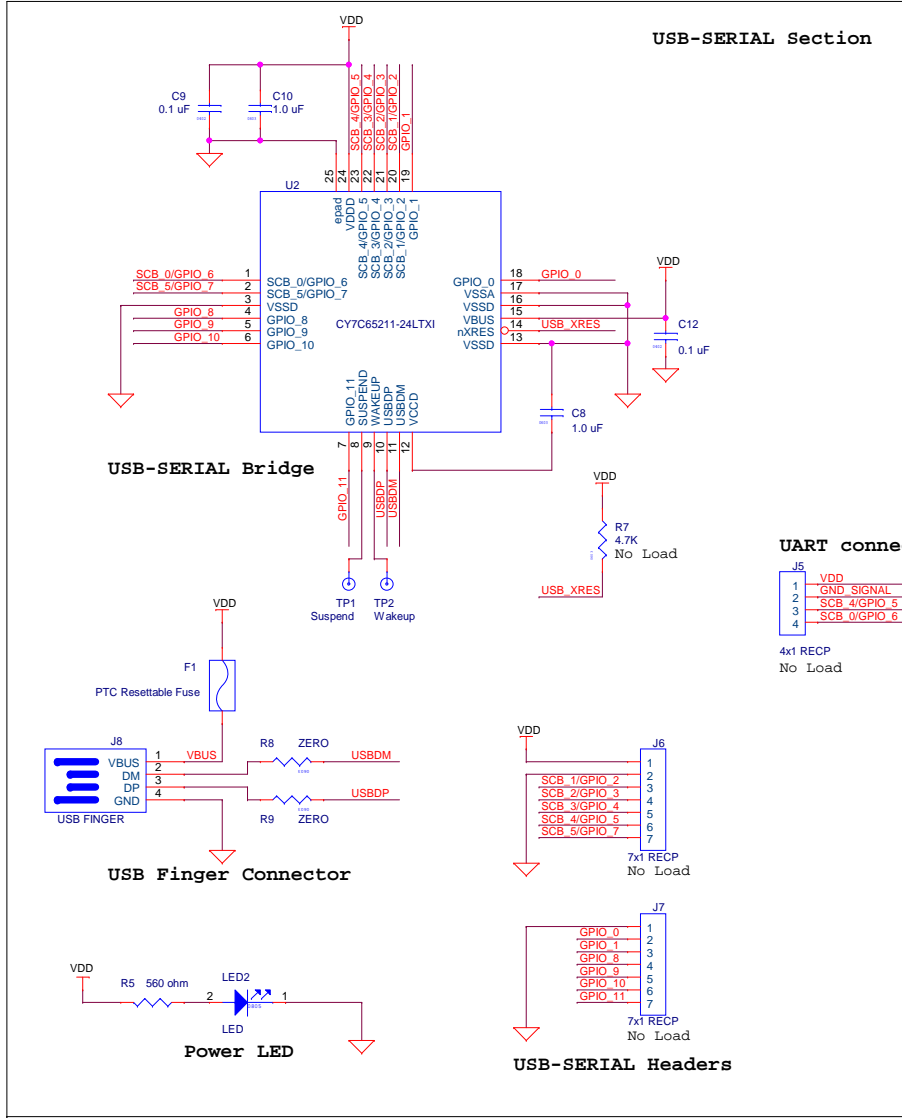 USB-SERIAL Section
VDD
C9
0.1 uF
C10
1.0 uF
SCB_4/GPIO_5
SCB_3/GPIO_4
SCB_2/GPIO_3
SCB_1/GPIO_2
GPIO_1
25
24
23
22
21
20
19
U2
epad
VDDD
SCB_4/GPIO_5
SCB_3/GPIO_4
SCB_2/GPIO_3
SCB_1/GPIO_2
GPIO_1
SCB_0/GPIO_6 1 SCB_0/GPIO_6
SCB_5/GPIO_7 2 SCB_5/GPIO_7
3 VSSD
GPIO_8 4 GPIO_8
GPIO_9 5 GPIO_9
GPIO_10 6 GPIO_10
CY7C65211-24LTXI
GPIO_0 18 GPIO_0
VSSA 17
VSSD 16
VBUS 15
nXRES 14 USB_XRES
VSSD 13
VDD
C12
0.1 uF
GPIO_11
SUSPEND
WAKEUP
USBDP
USBDM
VCCD
7
8
9
10
11
12
C8
1.0 uF
USB-SERIAL Bridge
GPIO_11
USBDP
USBDM
TP1
Suspend
TP2
Wakeup
VDD
R7
4.7K
No Load
USB_XRES
UART conne
J5
1 VDD
2 GND_SIGNAL
3 SCB_4/GPIO_5
4 SCB_0/GPIO_6
4x1 RECP
No Load
VDD
F1
PTC Resettable Fuse
J8
VBUS 1 VBUS
DM 2
DP 3
GND 4
USB FINGER
R8 ZERO
USBDM
R9 ZERO
USBDP
USB Finger Connector
VDD
J6
1
2
SCB_1/GPIO_2 3
SCB_2/GPIO_3 4
SCB_3/GPIO_4 5
SCB_4/GPIO_5 6
SCB_5/GPIO_7 7
7x1 RECP
No Load
J7
1
GPIO_0 2
GPIO_1 3
GPIO_8 4
GPIO_9 5
GPIO_10 6
GPIO_11 7
7x1 RECP
No Load
USB-SERIAL Headers
VDD
R5 560 ohm
LED2
2
1
LED
Power LED